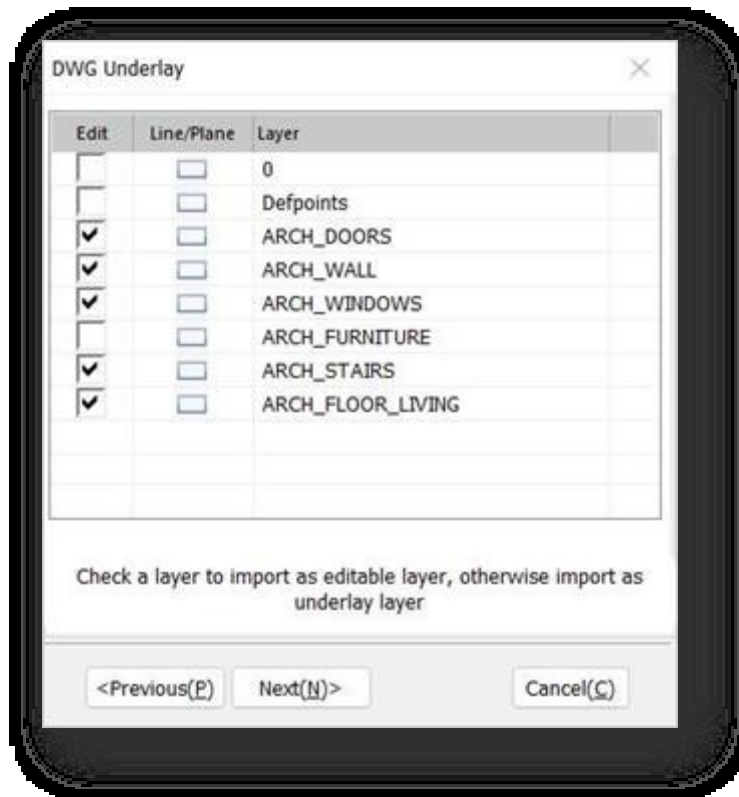 DWG Underlay
Edit Line/Plane Layer
0
Defpoints
ARCH_DOORS
ARCH_WALL
ARCH_WINDOWS
ARCH_FURNITURE
ARCH_STAIRS
ARCH_FLOOR_LIVING
Check a layer to import as editable layer, otherwise import as
underlay layer
<Previous(P) Next(N)> Cancel(C)